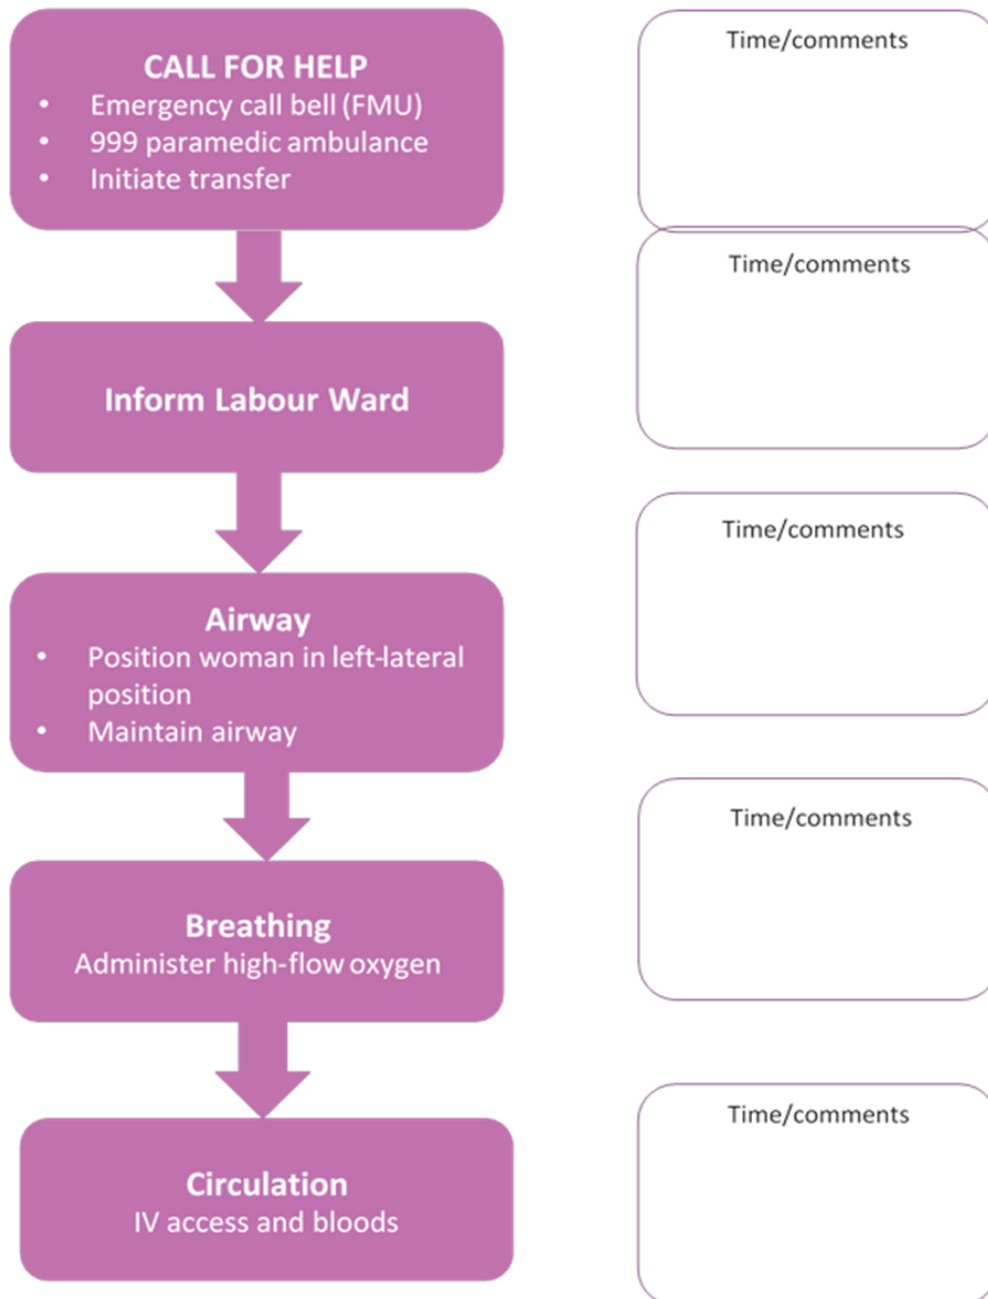 CALL FOR HELP
• Emergency call bell (FMU)
• 999 paramedic ambulance
• Initiate transfer
Time/comments
Inform Labour Ward
Time/comments
Airway
• Position woman in left-lateral
position
• Maintain airway
Time/comments
Breathing
Administer high-flow oxygen
Time/comments
Circulation
IV access and bloods
Time/comments